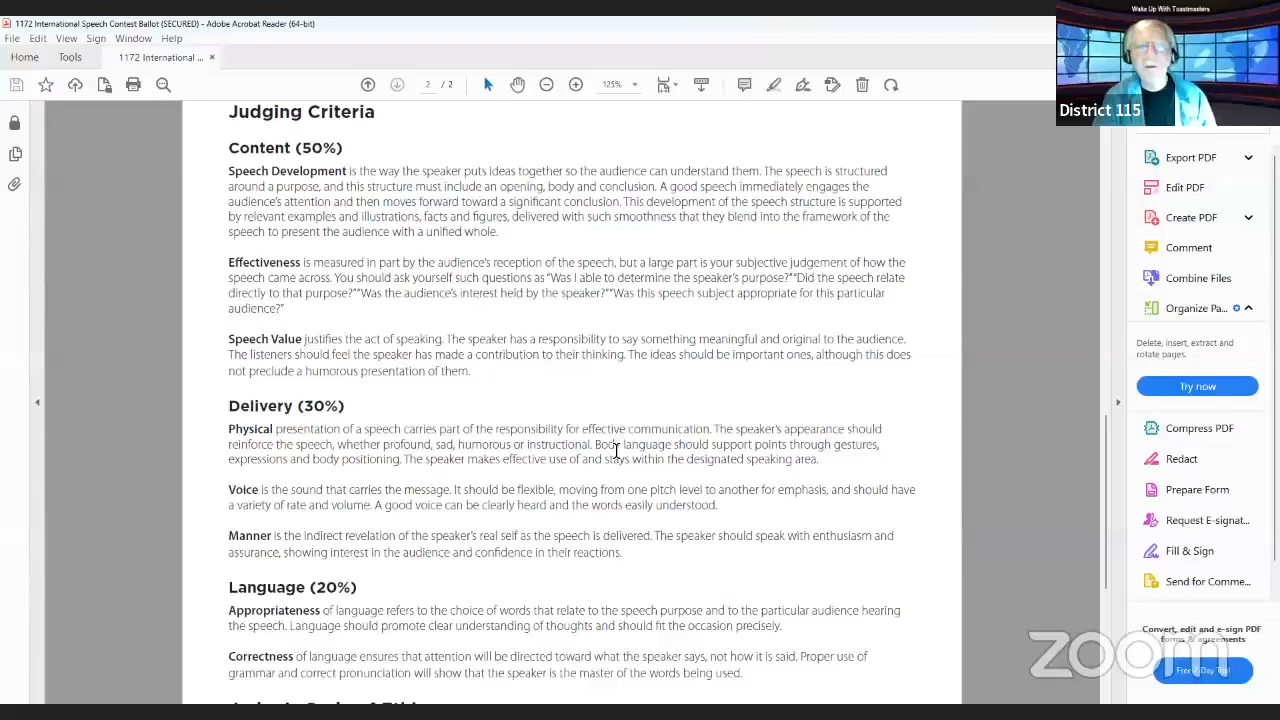 1172 International Speech Contest Ballot (SECURED) - Adobe Acrobat Reader (64-bit)
File Edit View Sign Window Help
Home Tools 1172 International ... ×
2 / 2 125%
Wake Up With Toastmasters
District 115
Judging Criteria
Content (50%)
Speech Development is the way the speaker puts ideas together so the audience can understand them. The speech is structured
around a purpose, and this structure must include an opening, body and conclusion. A good speech immediately engages the
audience's attention and then moves forward toward a significant conclusion. This development of the speech structure is supported
by relevant examples and illustrations, facts and figures, delivered with such smoothness that they blend into the framework of the
speech to present the audience with a unified whole.
Effectiveness is measured in part by the audience's reception of the speech, but a large part is your subjective judgement of how the
speech came across. You should ask yourself such questions as "Was I able to determine the speaker's purpose?" "Did the speech relate
directly to that purpose?" "Was the audience's interest held by the speaker?" "Was this speech subject appropriate for this particular
audience?"
Speech Value justifies the act of speaking. The speaker has a responsibility to say something meaningful and original to the audience.
The listeners should feel the speaker has made a contribution to their thinking. The ideas should be important ones, although this does
not preclude a humorous presentation of them.
Delivery (30%)
Physical presentation of a speech carries part of the responsibility for effective communication. The speaker's appearance should
reinforce the speech, whether profound, sad, humorous or instructional. Body language should support points through gestures,
expressions and body positioning. The speaker makes effective use of and stays within the designated speaking area.
Voice is the sound that carries the message. It should be flexible, moving from one pitch level to another for emphasis, and should have
a variety of rate and volume. A good voice can be clearly heard and the words easily understood.
Manner is the indirect revelation of the speaker's real self as the speech is delivered. The speaker should speak with enthusiasm and
assurance, showing interest in the audience and confidence in their reactions.
Language (20%)
Appropriateness of language refers to the choice of words that relate to the speech purpose and to the particular audience hearing
the speech. Language should promote clear understanding of thoughts and should fit the occasion precisely.
Correctness of language ensures that attention will be directed toward what the speaker says, not how it is said. Proper use of
grammar and correct pronunciation will show that the speaker is the master of the words being used.
Export PDF
Edit PDF
Create PDF
Comment
Combine Files
Organize Pa...
Delete, insert, extract and
rotate pages.
Try now
Compress PDF
Redact
Prepare Form
Request E-signat...
Fill & Sign
Send for Comme...
Convert, edit and e-sign PDF
forms & agreements
Free 7-Day Trial
zoom